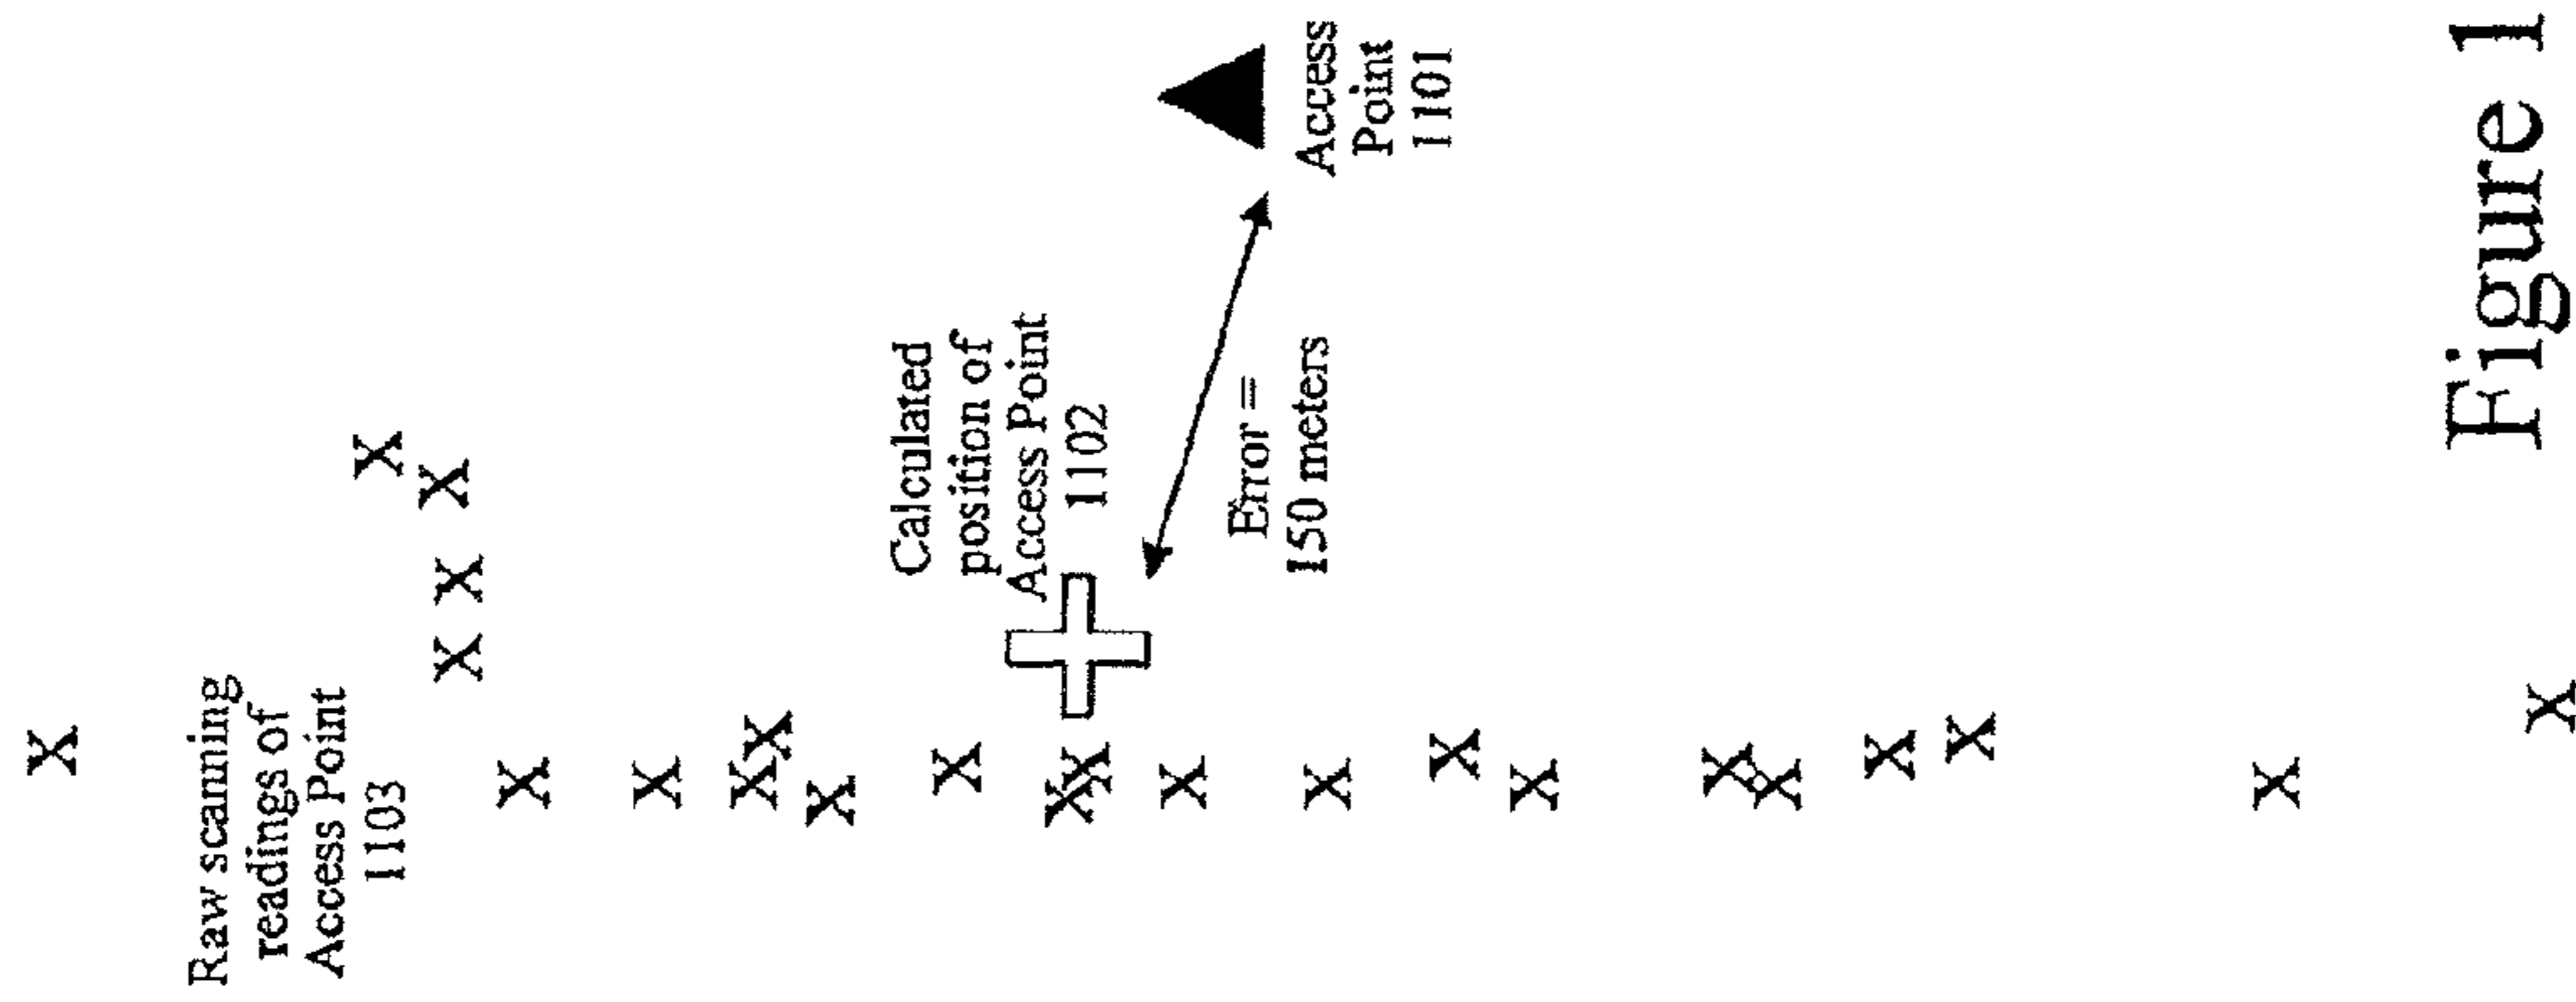 Raw scanning
readings of
Access Point
1103
Calculated
position of
Access Point
1102
Error =
150 meters
Access
Point
1101
Figure 1